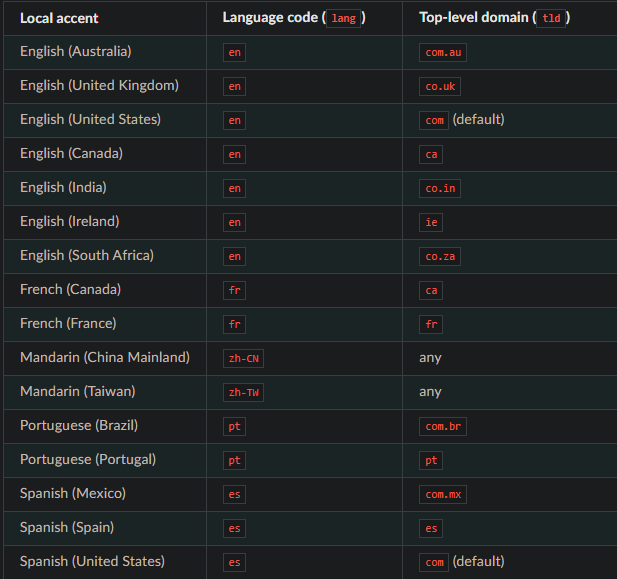 Local accent Language code (lang) Top-level domain (tld)
English (Australia) en com.au
English (United Kingdom) en co.uk
English (United States) en com (default)
English (Canada) en ca
English (India) en co.in
English (Ireland) en ie
English (South Africa) en co.za
French (Canada) fr ca
French (France) fr fr
Mandarin (China Mainland) zh-CN any
Mandarin (Taiwan) zh-TW any
Portuguese (Brazil) pt com.br
Portuguese (Portugal) pt pt
Spanish (Mexico) es com.mx
Spanish (Spain) es es
Spanish (United States) es com (default)